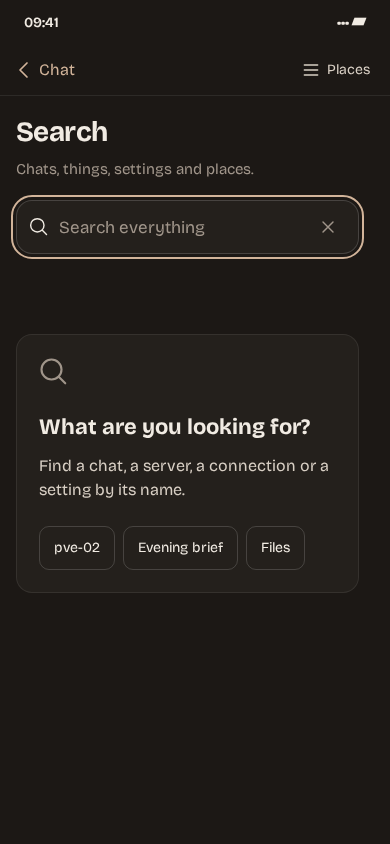 09:41
Chat
Places
Search
Chats, things, settings and places.
Search everything
What are you looking for?
Find a chat, a server, a connection or a
setting by its name.
pve-02
Evening brief
Files